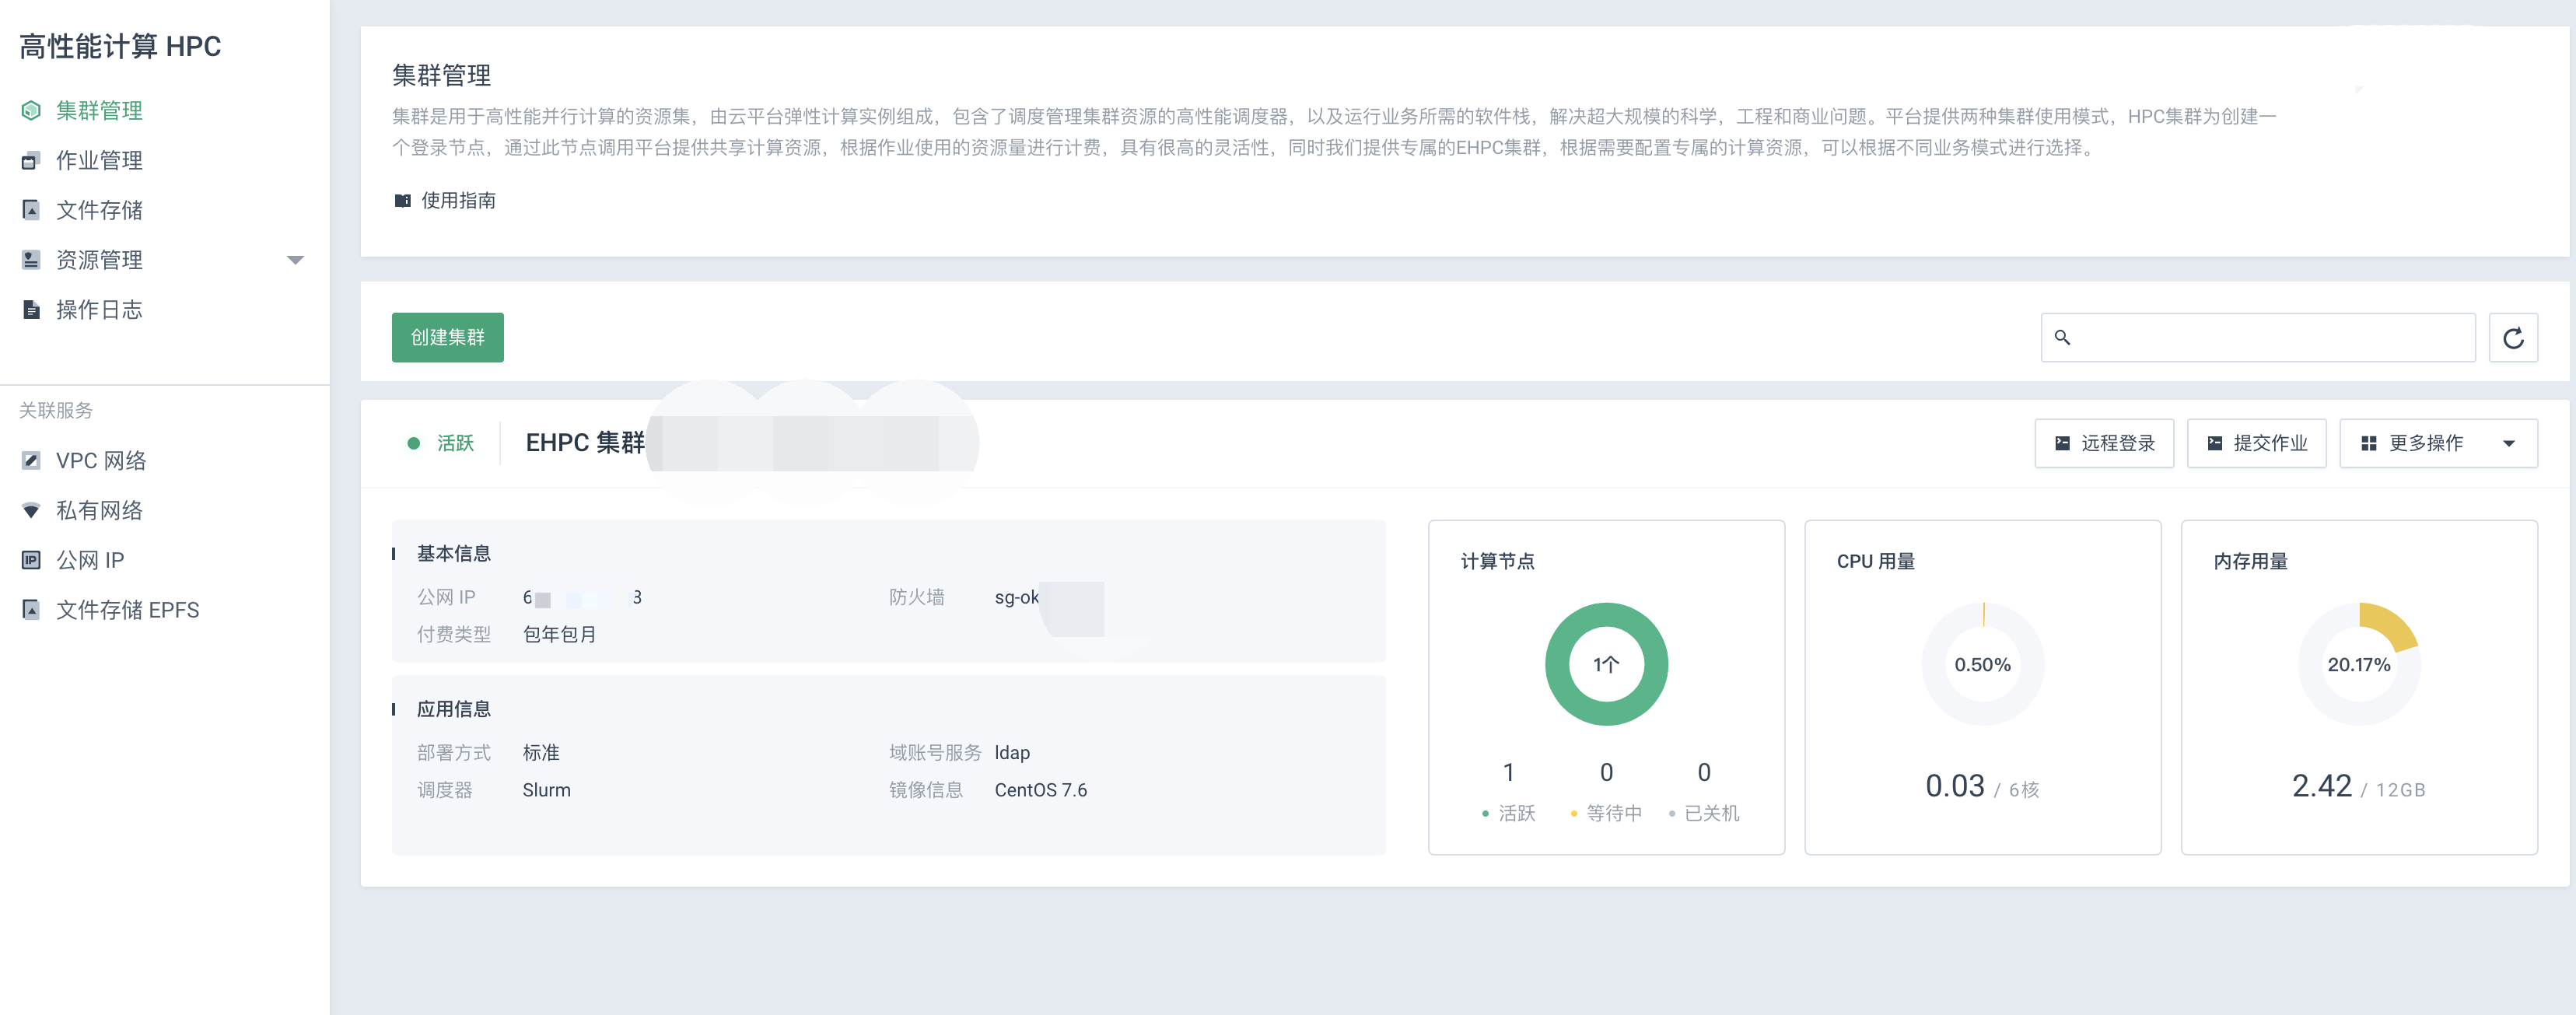 高性能计算 HPC
集群管理
作业管理
文件存储
资源管理
操作日志
关联服务
VPC 网络
私有网络
公网 IP
文件存储 EPFS
集群管理
集群是用于高性能并行计算的资源集，由云平台弹性计算实例组成，包含了调度管理集群资源的高性能调度器，以及运行业务所需的软件栈，解决超大规模的科学，工程和商业问题。平台提供两种集群使用模式，HPC集群为创建一
个登录节点，通过此节点调用平台提供共享计算资源，根据作业使用的资源量进行计费，具有很高的灵活性，同时我们提供专属的EHPC集群，根据需要配置专属的计算资源，可以根据不同业务模式进行选择。
使用指南
创建集群
活跃 EHPC 集群
远程登录 提交作业 更多操作
基本信息
公网 IP 6 3 防火墙 sg-ok
付费类型 包年包月
应用信息
部署方式 标准 域账号服务 ldap
调度器 Slurm 镜像信息 CentOS 7.6
计算节点
1个
1 0 0
活跃 等待中 已关机
CPU 用量
0.50%
0.03 / 6核
内存用量
20.17%
2.42 / 12GB